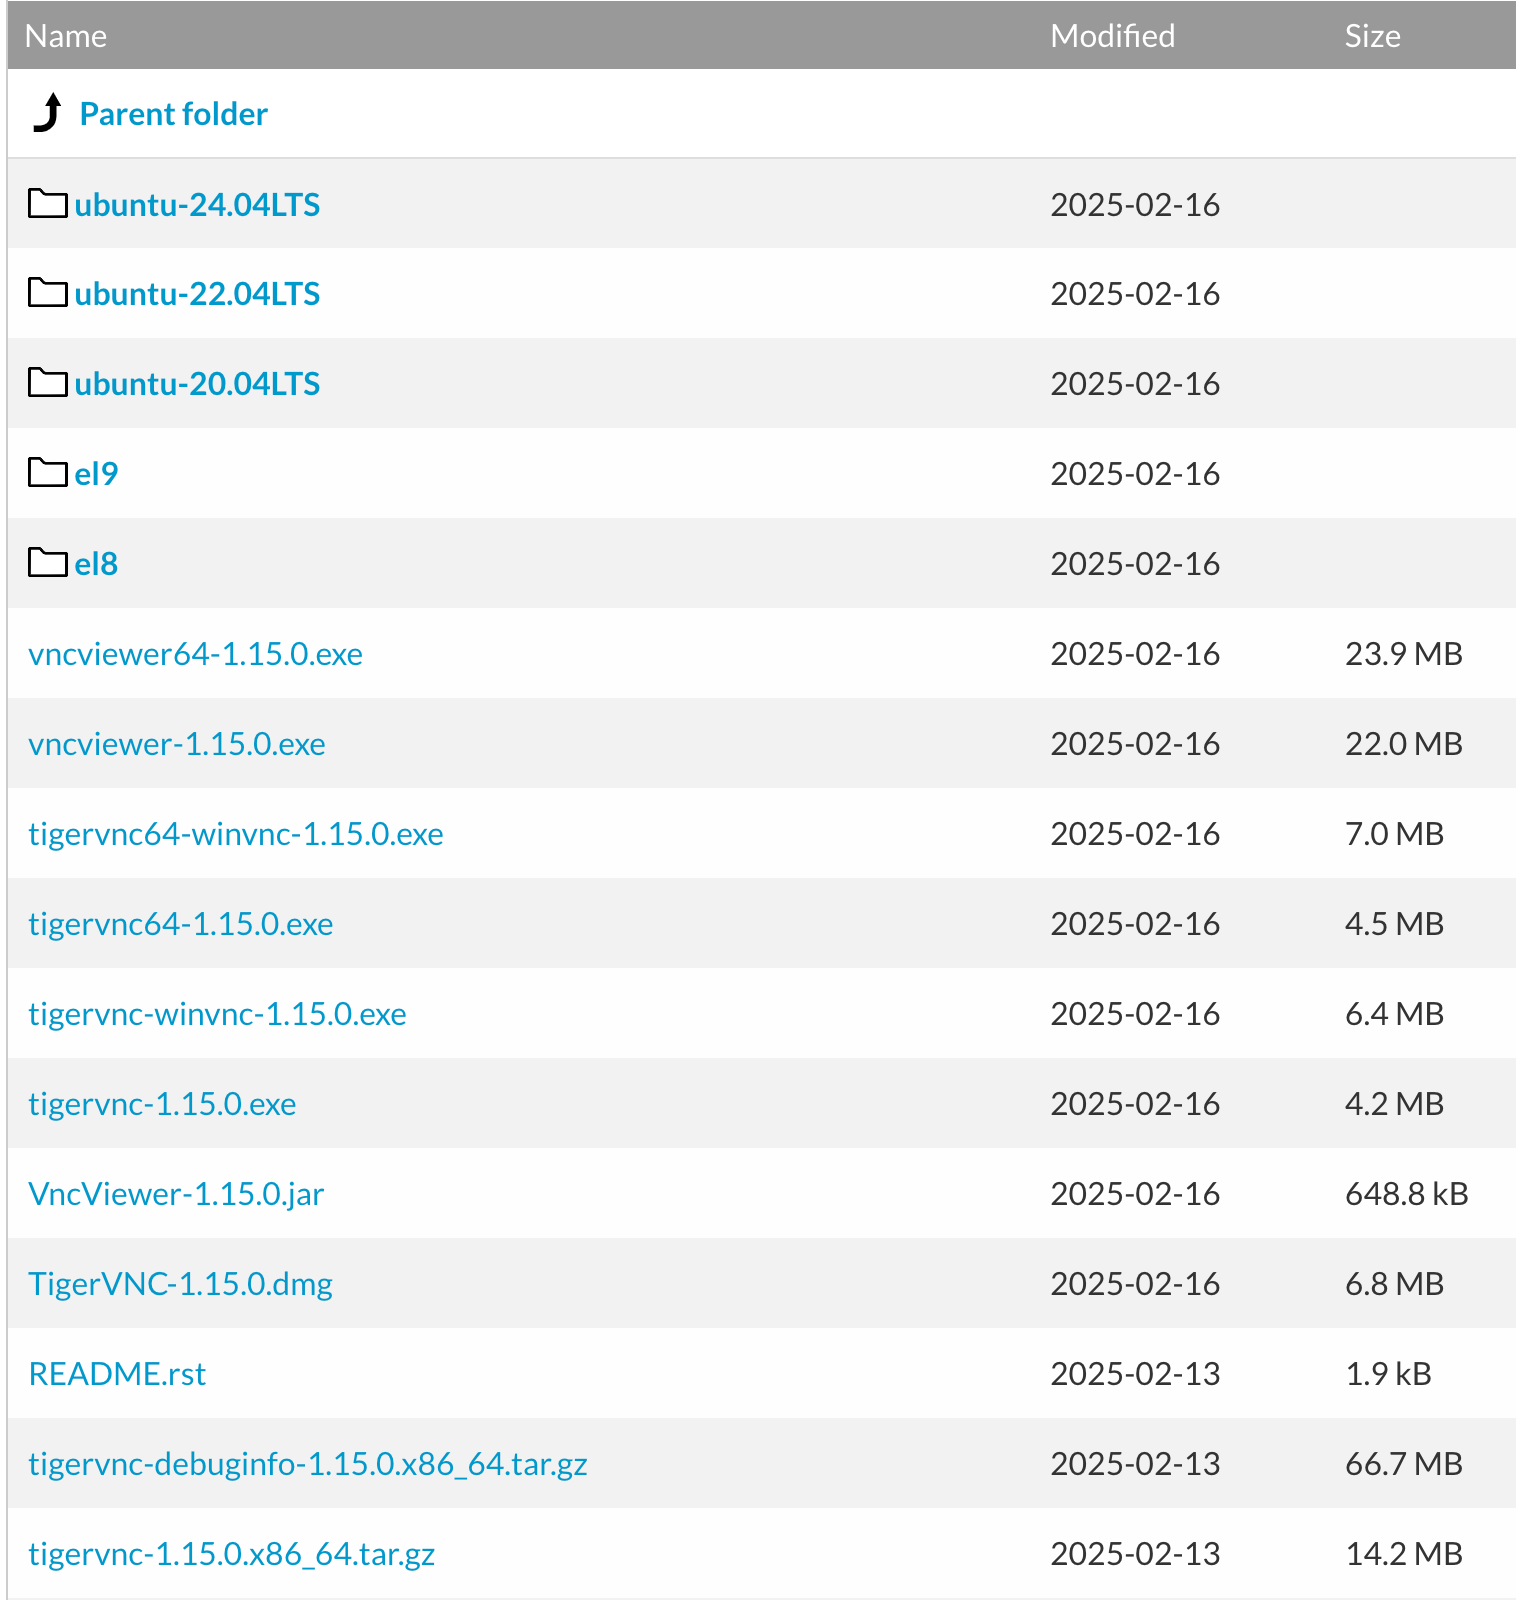 Name Modified Size
Parent folder
ubuntu-24.04LTS 2025-02-16
ubuntu-22.04LTS 2025-02-16
ubuntu-20.04LTS 2025-02-16
el9 2025-02-16
el8 2025-02-16
vncviewer64-1.15.0.exe 2025-02-16 23.9 MB
vncviewer-1.15.0.exe 2025-02-16 22.0 MB
tigervnc64-winvnc-1.15.0.exe 2025-02-16 7.0 MB
tigervnc64-1.15.0.exe 2025-02-16 4.5 MB
tigervnc-winvnc-1.15.0.exe 2025-02-16 6.4 MB
tigervnc-1.15.0.exe 2025-02-16 4.2 MB
VncViewer-1.15.0.jar 2025-02-16 648.8 kB
TigerVNC-1.15.0.dmg 2025-02-16 6.8 MB
README.rst 2025-02-13 1.9 kB
tigervnc-debuginfo-1.15.0.x86_64.tar.gz 2025-02-13 66.7 MB
tigervnc-1.15.0.x86_64.tar.gz 2025-02-13 14.2 MB